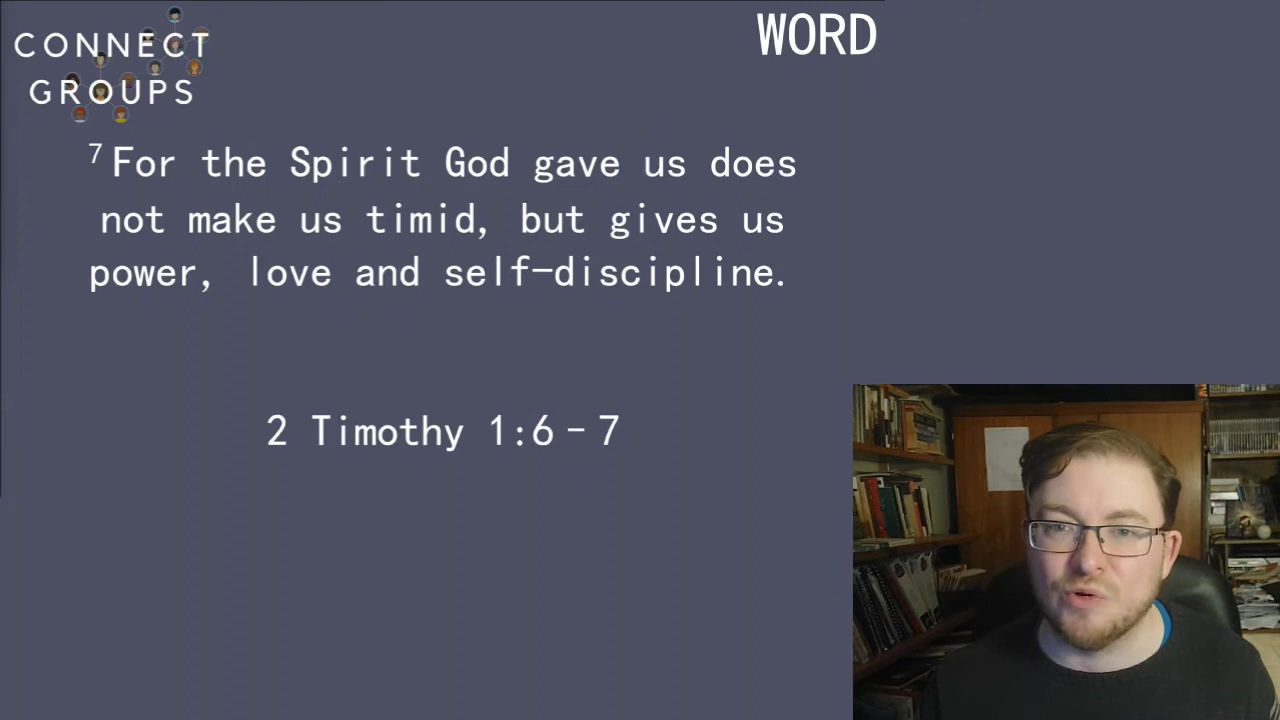 CONNECT
GROUPS
WORD
⁷For the Spirit God gave us does
not make us timid, but gives us
power, love and self-discipline.
2 Timothy 1:6-7